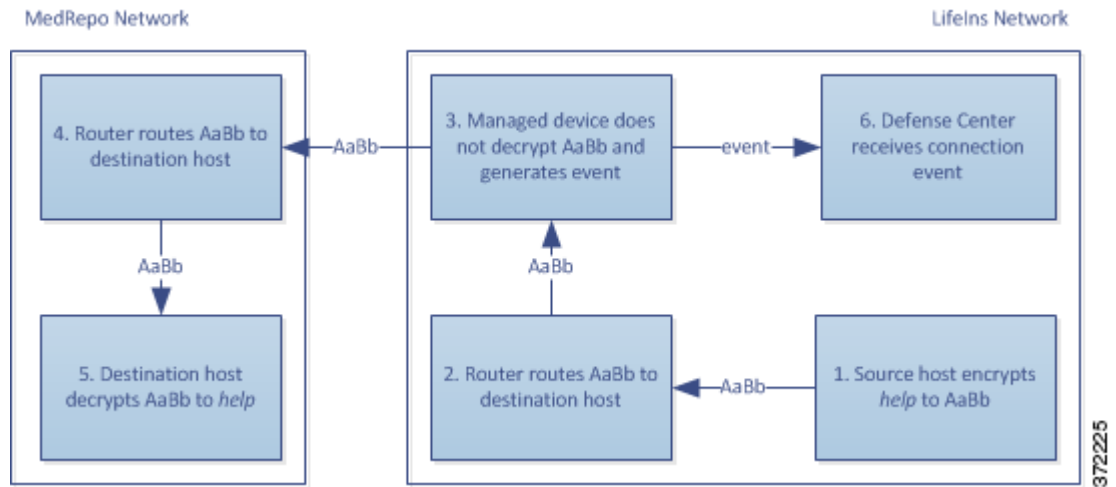 MedRepo Network
LifeIns Network
4. Router routes AaBb to
destination host
AaBb
3. Managed device does
not decrypt AaBb and
generates event
event
6. Defense Center
receives connection
event
AaBb
AaBb
5. Destination host
decrypts AaBb to help
2. Router routes AaBb to
destination host
AaBb
1. Source host encrypts
help to AaBb
372225